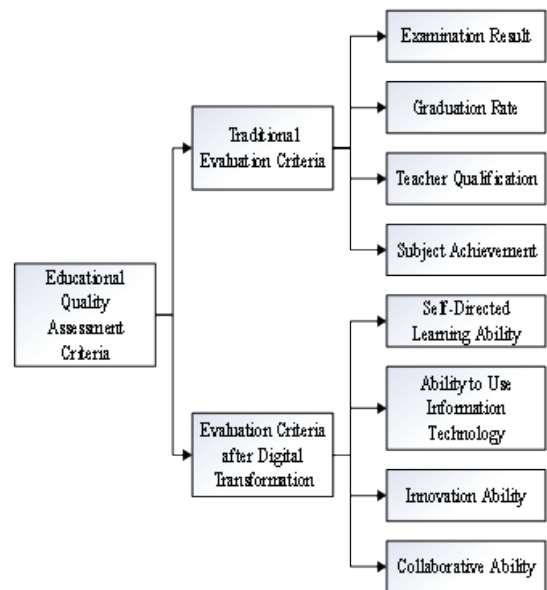 Educational
Quality
Assessment
Criteria
Traditional
Evaluation Criteria
Examination Result
Graduation Rate
Teacher Qualification
Subject Achievement
Evaluation Criteria
after Digital
Transformation
Self-Directed
Learning Ability
Ability to Use
Information
Technology
Innovation Ability
Collaborative Ability